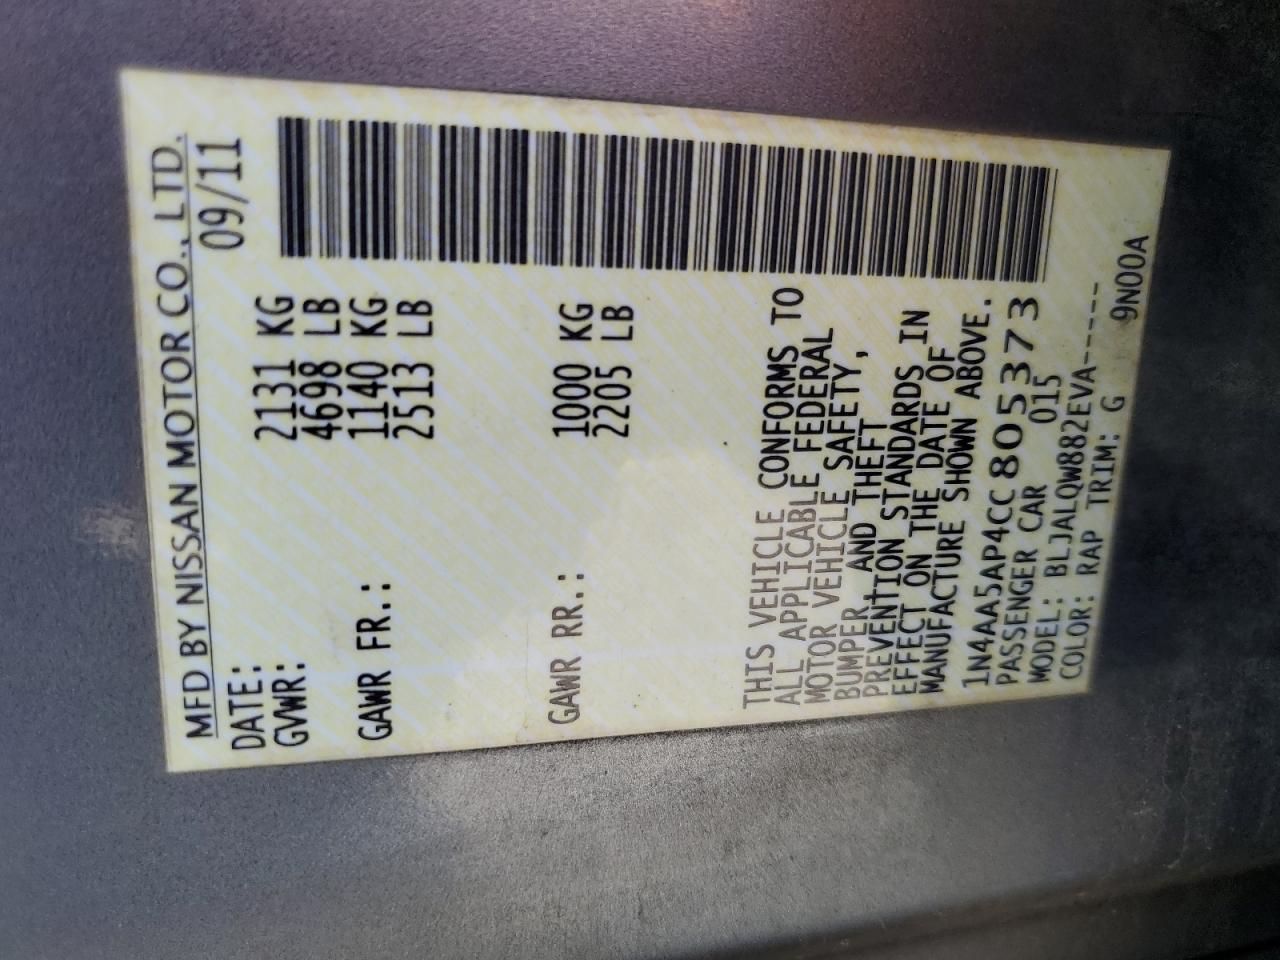 MFD BY NISSAN MOTOR CO., LTD.
DATE: 09/11
GVWR: 2131 KG
4698 LB
GAWR FR.: 1140 KG
2513 LB
GAWR RR.: 1000 KG
2205 LB
THIS VEHICLE CONFORMS TO
ALL APPLICABLE FEDERAL
MOTOR VEHICLE SAFETY,
BUMPER, AND THEFT
PREVENTION STANDARDS IN
EFFECT ON THE DATE OF
MANUFACTURE SHOWN ABOVE.
1N4AA5AP4CC805373
PASSENGER CAR 015
MODEL: BLJALQW882EVA-----
COLOR: RAP TRIM: G 9N00A